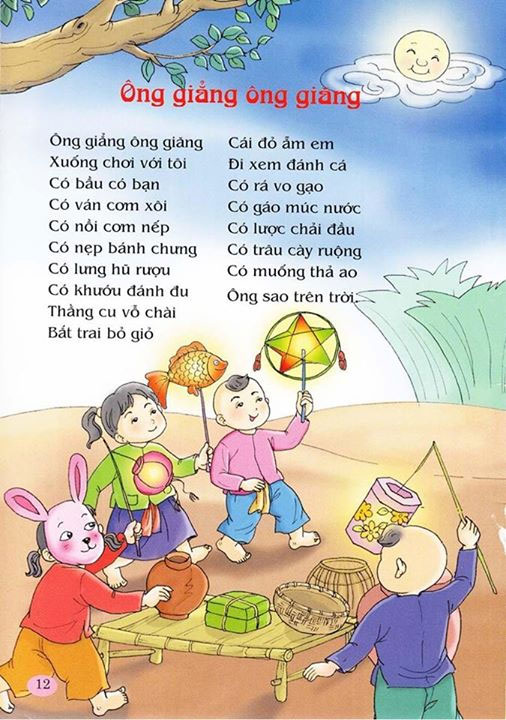 Ông giẳng ông giăng
Ông giẳng ông giăng
Xuống chơi với tôi
Có bầu có bạn
Có ván cơm xôi
Có nồi cơm nếp
Có nẹp bánh chưng
Có lưng hũ rượu
Có khướu đánh đu
Thằng cu vỗ chài
Bắt trai bỏ giỏ
Cái đỏ ẵm em
Đi xem đánh cá
Có rá vo gạo
Có gáo múc nước
Có lược chải đầu
Có trâu cày ruộng
Có muống thả ao
Ông sao trên trời.
12